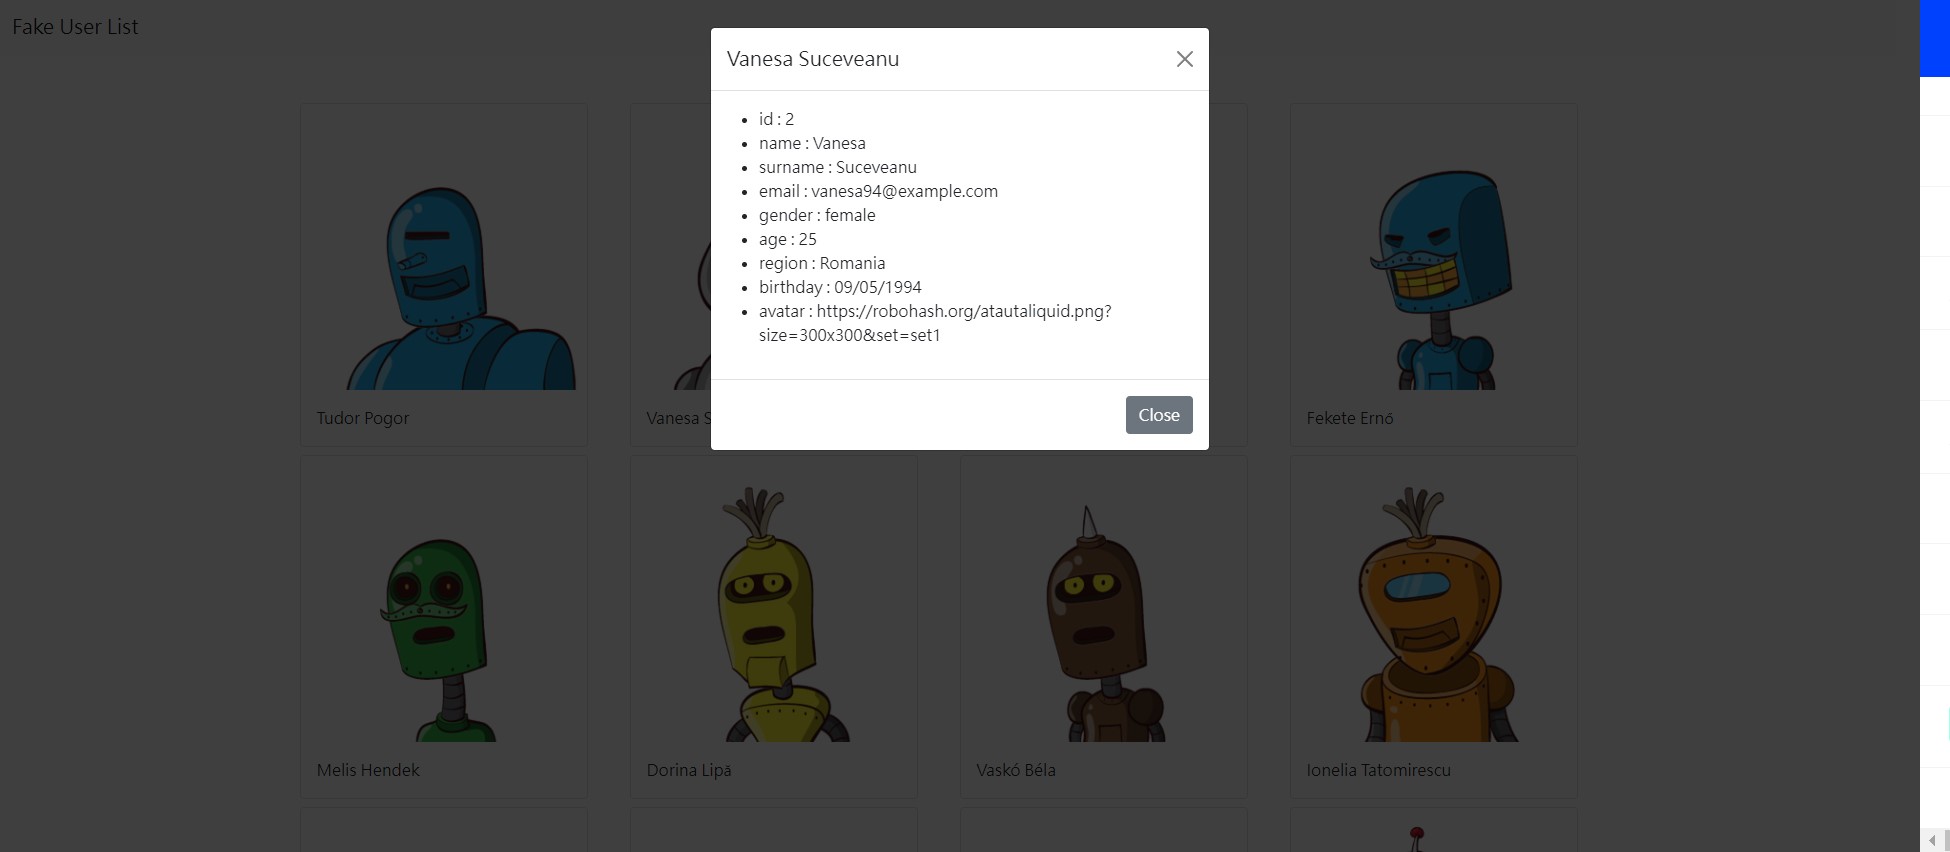 Fake User List
Vanesa Suceveanu
• id : 2
• name : Vanesa
• surname : Suceveanu
• email : vanesa94@example.com
• gender : female
• age : 25
• region : Romania
• birthday : 09/05/1994
• avatar : https://robohash.org/atautaliquid.png?
size=300x300&set=set1
Close
Tudor Pogor
Vanesa S
Fekete Ernő
Melis Hendek
Dorina Lipă
Vaskó Béla
Ionelia Tatomirescu